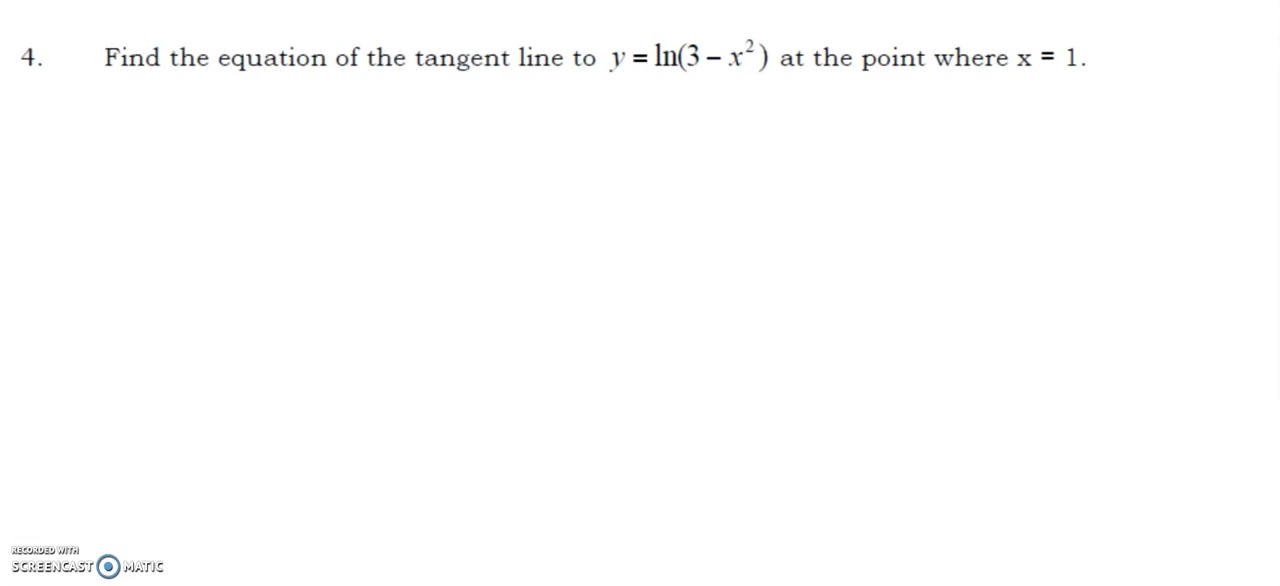 4. Find the equation of the tangent line to y = ln(3 – x²) at the point where x = 1.
RECORDED WITH
SCREENCAST MATIC